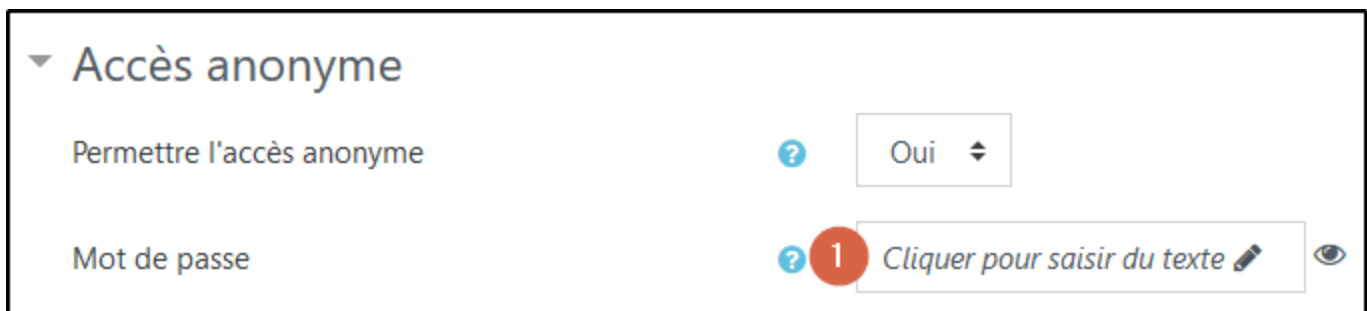 Accès anonyme
Permettre l'accès anonyme ? Oui
Mot de passe ? 1 Cliquer pour saisir du texte